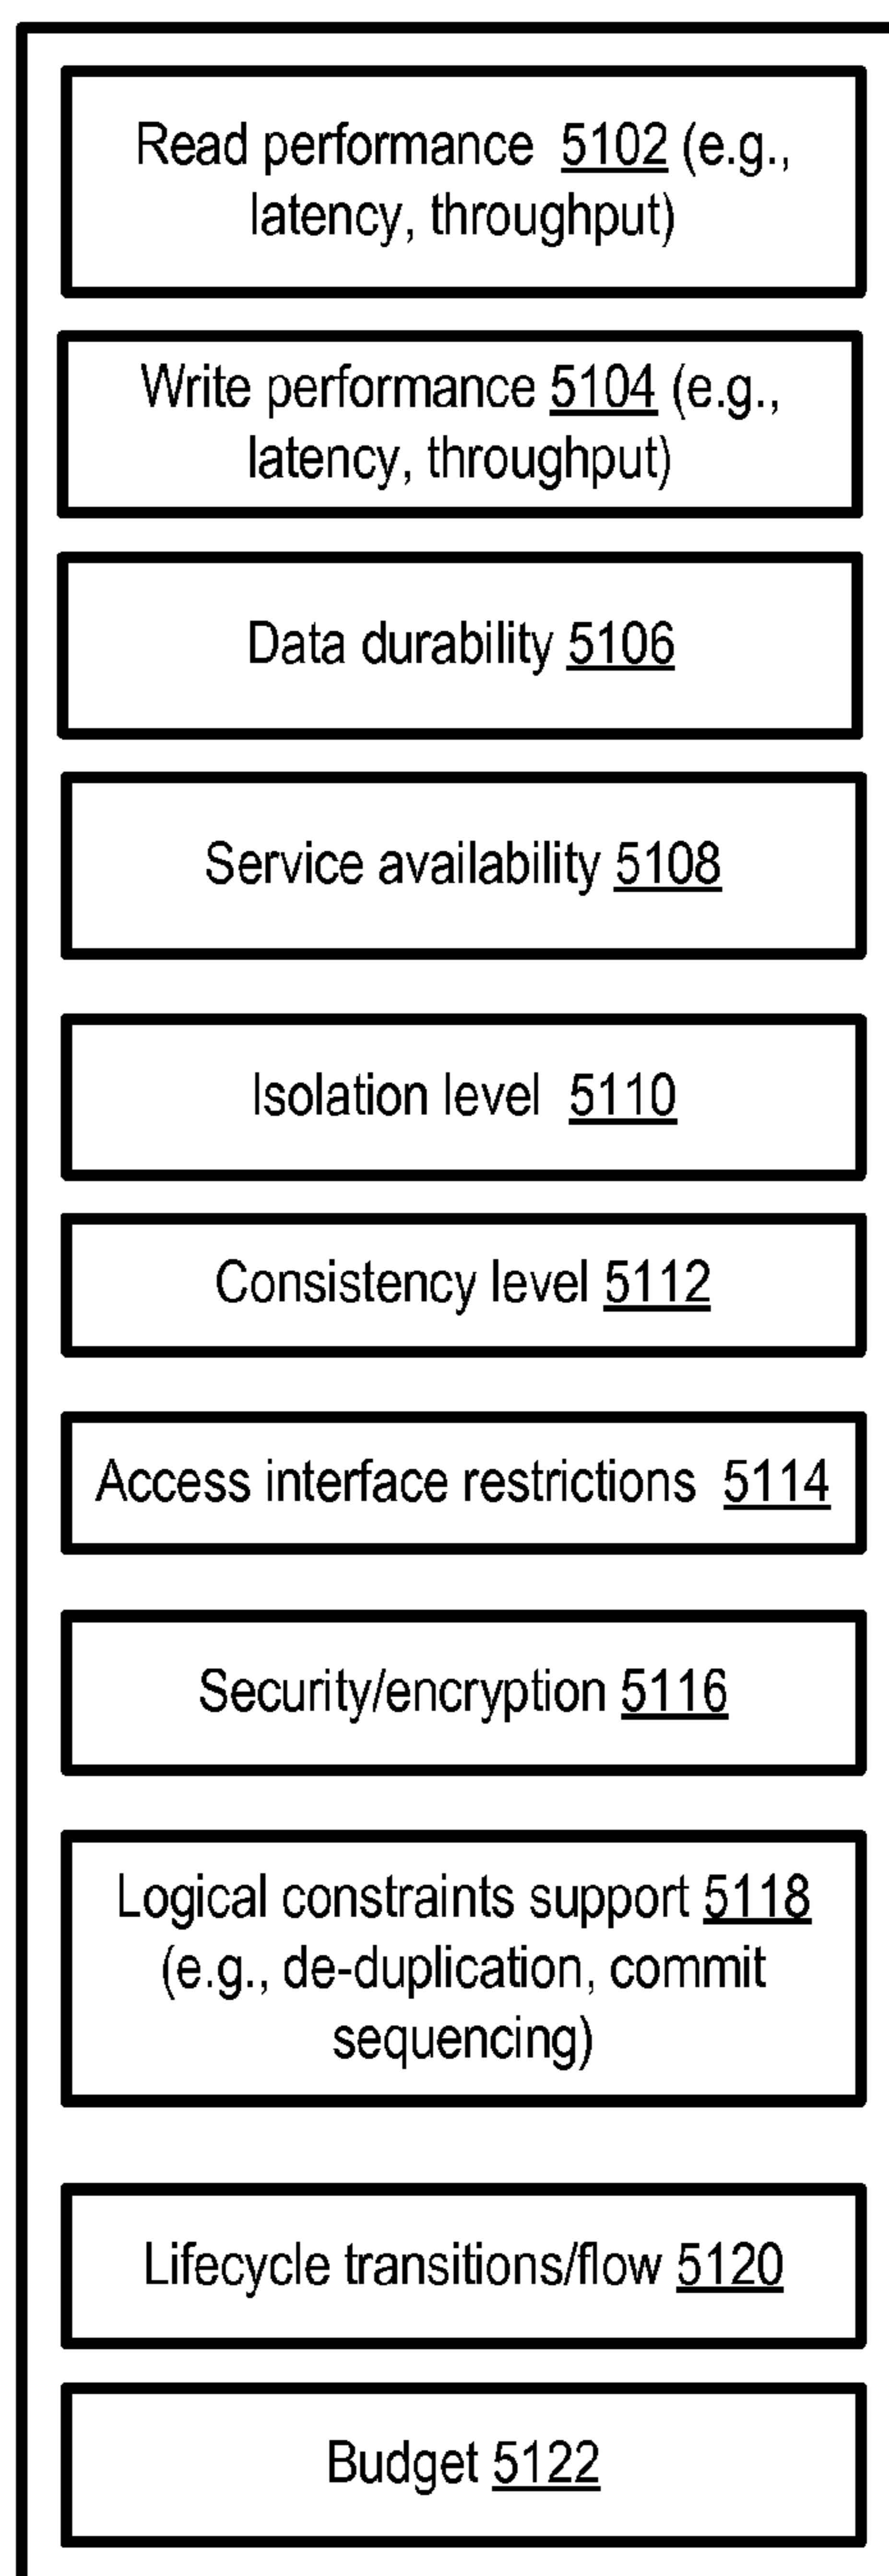 Read performance 5102 (e.g.,
latency, throughput)
Write performance 5104 (e.g.,
latency, throughput)
Data durability 5106
Service availability 5108
Isolation level 5110
Consistency level 5112
Access interface restrictions 5114
Security/encryption 5116
Logical constraints support 5118
(e.g., de-duplication, commit
sequencing)
Lifecycle transitions/flow 5120
Budget 5122